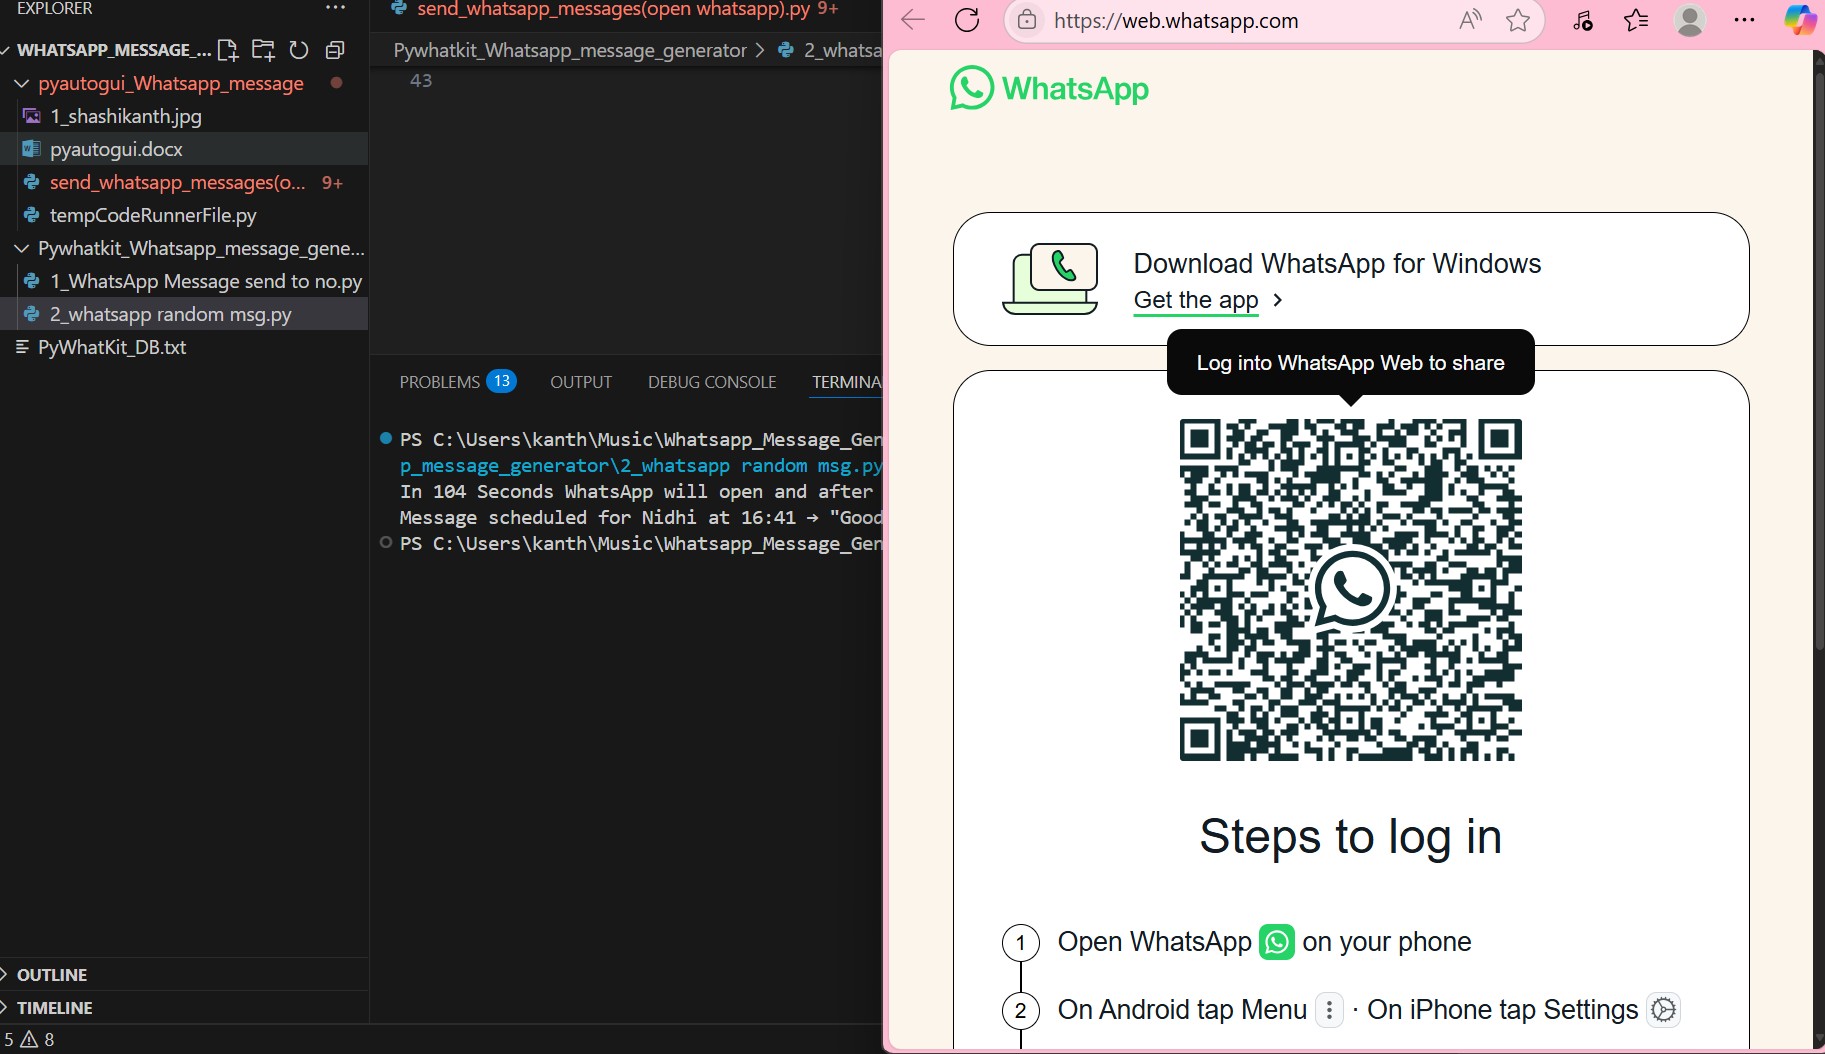 EXPLORER
WHATSAPP_MESSAGE_...
pyautogui_Whatsapp_message
1_shashikanth.jpg
pyautogui.docx
send_whatsapp_messages(o... 9+
tempCodeRunnerFile.py
Pywhatkit_Whatsapp_message_gene...
1_WhatsApp Message send to no.py
2_whatsapp random msg.py
PyWhatKit_DB.txt
OUTLINE
TIMELINE
5 8
send_whatsapp_messages(open whatsapp).py 9+
Pywhatkit_Whatsapp_message_generator > 2_whatsa
43
PROBLEMS 13 OUTPUT DEBUG CONSOLE TERMINA
PS C:\Users\kanth\Music\Whatsapp_Message_Gen
p_message_generator\2_whatsapp random msg.py
In 104 Seconds WhatsApp will open and after
Message scheduled for Nidhi at 16:41 → "Good
PS C:\Users\kanth\Music\Whatsapp_Message_Gen
https://web.whatsapp.com
WhatsApp
Download WhatsApp for Windows
Get the app
Log into WhatsApp Web to share
Steps to log in
1 Open WhatsApp on your phone
2 On Android tap Menu · On iPhone tap Settings